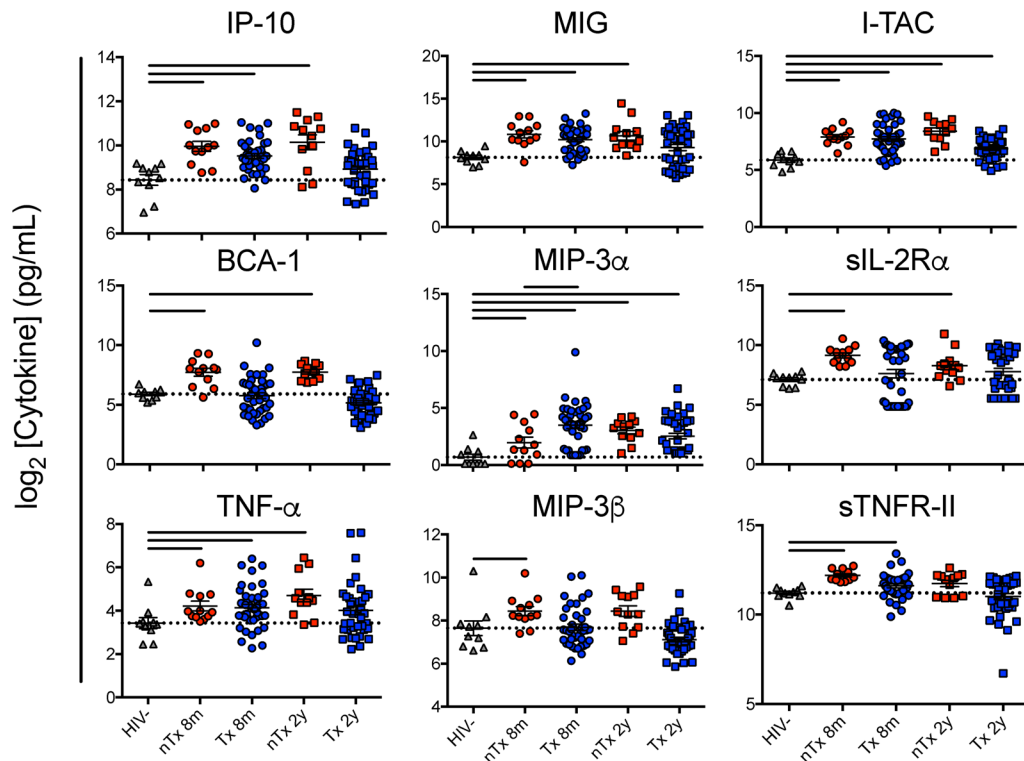 IP-10
MIG
I-TAC
14
12
10
8
6
20
15
10
5
0
15
10
5
0
BCA-1
MIP-3α
sIL-2Rα
15
10
5
0
15
10
5
0
15
10
5
0
TNF-α
MIP-3β
sTNFR-II
8
6
4
2
0
12
10
8
6
4
15
10
5
log₂ [Cytokine] (pg/mL)
HIV-
nTx 8m
Tx 8m
nTx 2y
Tx 2y
HIV-
nTx 8m
Tx 8m
nTx 2y
Tx 2y
HIV-
nTx 8m
Tx 8m
nTx 2y
Tx 2y